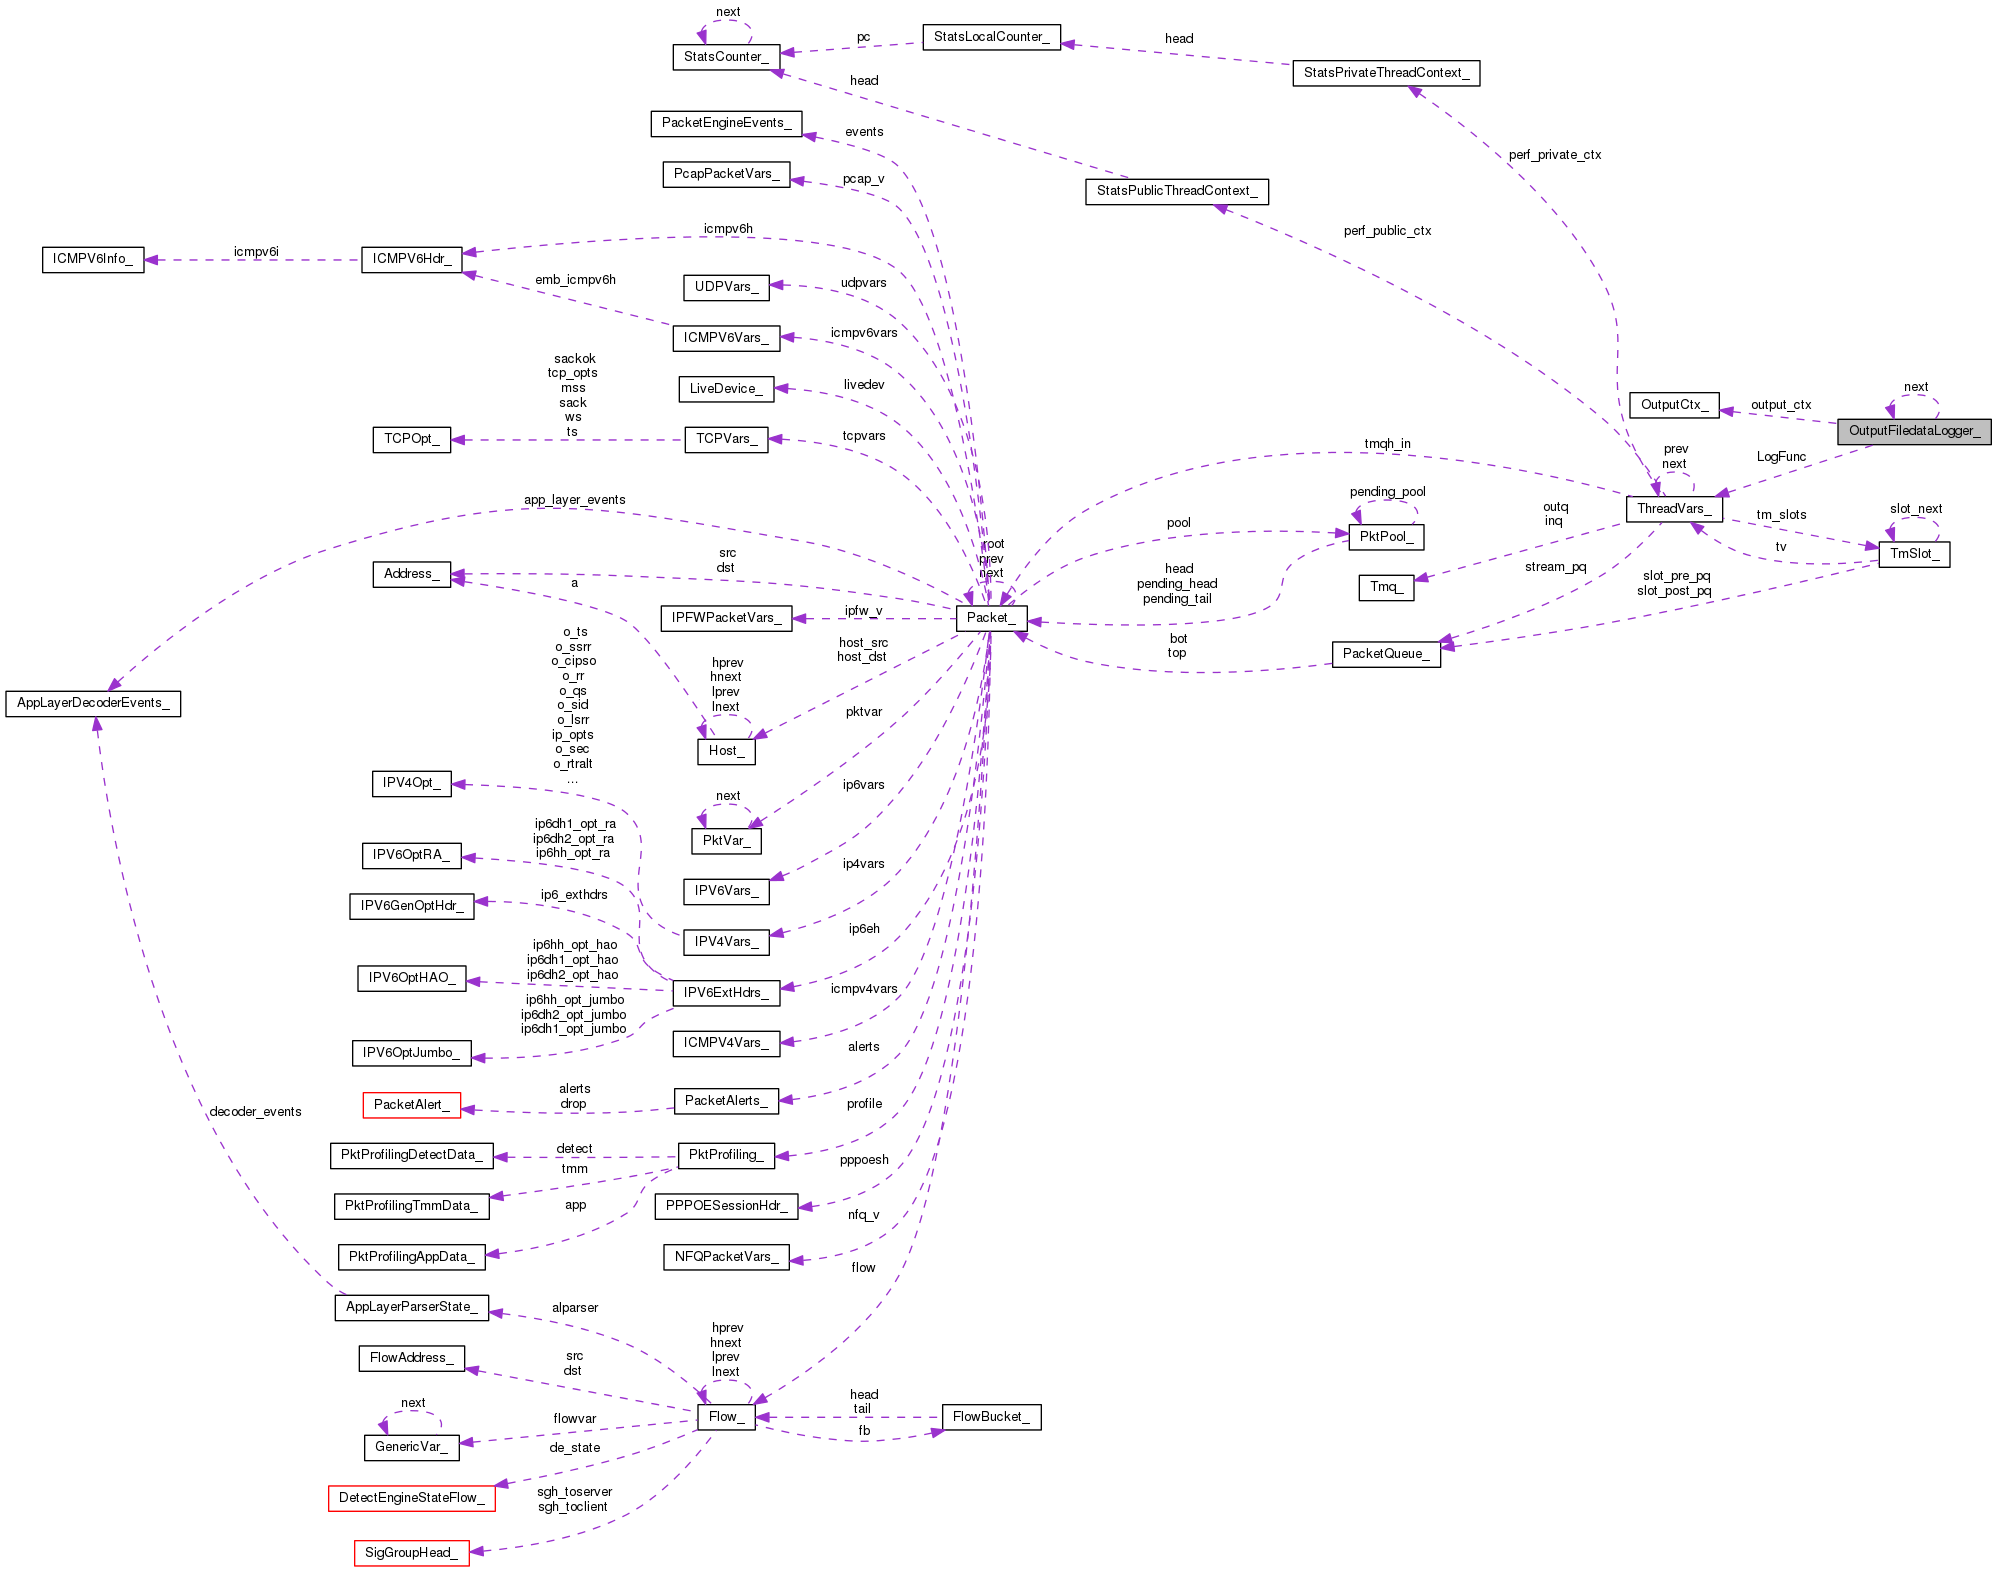 next
StatsCounter_
pc
StatsLocalCounter_
head
StatsPrivateThreadContext_
head
PacketEngineEvents_
events
perf_private_ctx
PcapPacketVars_
pcap_v
StatsPublicThreadContext_
icmpv6h
perf_public_ctx
ICMPV6Info_
icmpv6i
ICMPV6Hdr_
emb_icmpv6h
UDPVars_
udpvars
ICMPV6Vars_
icmpv6vars
sackok
tcp_opts
mss
sack
ws
ts
LiveDevice_
livedev
TCPOpt_
TCPVars_
tcpvars
OutputCtx_
output_ctx
next
OutputFiledataLogger_
LogFunc
tmqh_in
prev
next
ThreadVars_
app_layer_events
pending_pool
pool
PktPool_
outq
inq
tm_slots
tv
slot_next
TmSlot_
root
prev
next
Address_
src
dst
a
head
pending_head
pending_tail
Tmq_
stream_pq
slot_pre_pq
slot_post_pq
IPFWPacketVars_
ipfw_v
Packet_
bot
top
PacketQueue_
host_src
host_dst
hprev
hnext
lprev
lnext
Host_
AppLayerDecoderEvents_
o_ts
o_ssrr
o_cipso
o_rr
o_qs
o_sid
o_lsrr
ip_opts
o_sec
o_rtralt
...
pktvar
IPV4Opt_
next
PktVar_
ip6vars
ip6dh1_opt_ra
ip6dh2_opt_ra
ip6hh_opt_ra
IPV6OptRA_
IPV6Vars_
ip4vars
IPV6GenOptHdr_
ip6_exthdrs
IPV4Vars_
ip6eh
ip6hh_opt_hao
ip6dh1_opt_hao
ip6dh2_opt_hao
IPV6OptHAO_
IPV6ExtHdrs_
icmpv4vars
ip6hh_opt_jumbo
ip6dh2_opt_jumbo
ip6dh1_opt_jumbo
IPV6OptJumbo_
ICMPV4Vars_
alerts
PacketAlert_
alerts
drop
PacketAlerts_
profile
decoder_events
PktProfilingDetectData_
detect
PktProfiling_
pppoesh
tmm
PktProfilingTmmData_
app
PPPOESessionHdr_
nfq_v
PktProfilingAppData_
NFQPacketVars_
flow
AppLayerParserState_
alparser
hprev
hnext
lprev
lnext
FlowAddress_
src
dst
Flow_
head
tail
fb
FlowBucket_
next
GenericVar_
flowvar
de_state
DetectEngineStateFlow_
sgh_toserver
sgh_toclient
SigGroupHead_